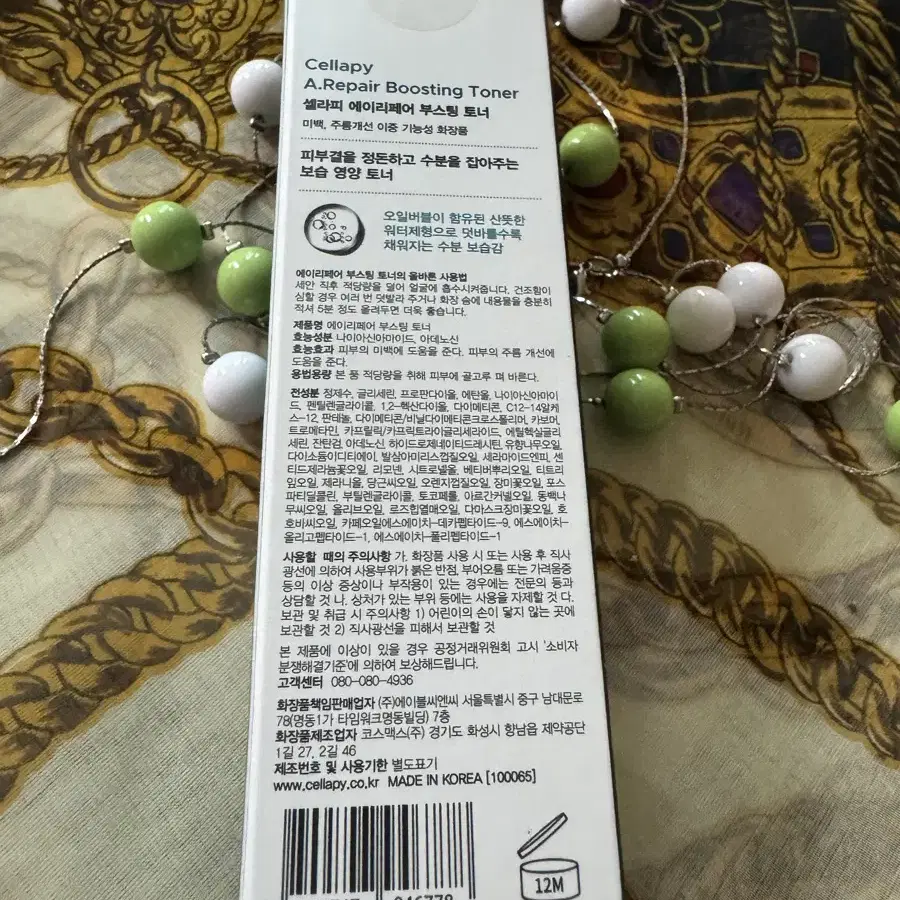 Cellapy
A.Repair Boosting Toner
셀라피 에이리페어 부스팅 토너
미백, 주름개선 이중 기능성 화장품
피부결을 정돈하고 수분을 잡아주는
보습 영양 토너
오일버블이 함유된 산뜻한
워터제형으로 덧바를수록
채워지는 수분 보습감
에이리페어 부스팅 토너의 올바른 사용법
세안 직후 적당량을 덜어 얼굴에 흡수시켜줍니다. 건조함이
심할 경우 여러 번 덧발라 주거나 화장 솜에 내용물을 충분히
적셔 5분 정도 올려두면 더욱 좋습니다.
제품명 에이리페어 부스팅 토너
효능성분 나이아신아마이드, 아데노신
효능효과 피부의 미백에 도움을 준다. 피부의 주름 개선에
도움을 준다.
용법용량 본 품 적당량을 취해 피부에 골고루 펴 바른다.
전성분 정제수, 글리세린, 프로판다이올, 에탄올, 나이아신아마이
드, 펜틸렌글라이콜, 1,2-헥산다이올, 다이메티콘, C12-14알케
스-12, 판테놀, 다이메티콘/비닐다이메티콘크로스폴리머, 카보머,
트로메타민, 카프릴릭/카프릭트라이글리세라이드, 에틸헥실글리
세린, 잔탄검, 아데노신, 하이드로제네이티드레시틴, 유향나무오일,
다이소듐이디티에이, 발삼아미리스껍질오일, 세라마이드엔피, 센
티드제라늄꽃오일, 리모넨, 시트로넬올, 베티버뿌리오일, 티트리
잎오일, 제라니올, 당근씨오일, 오렌지껍질오일, 장미꽃오일, 포스
파티딜콜린, 부틸렌글라이콜, 토코페롤, 아르간커넬오일, 동백나
무씨오일, 올리브오일, 로즈힙열매오일, 다마스크장미꽃오일, 호
호바씨오일, 카페오일에스에이치-데카펩타이드-9, 에스에이치-
올리고펩타이드-1, 에스에이치-폴리펩타이드-1
사용할 때의 주의사항 가. 화장품 사용 시 또는 사용 후 직사
광선에 의하여 사용부위가 붉은 반점, 부어오름 또는 가려움증
등의 이상 증상이나 부작용이 있는 경우에는 전문의 등과
상담할 것 나. 상처가 있는 부위 등에는 사용을 자제할 것 다.
보관 및 취급 시 주의사항 1) 어린이의 손이 닿지 않는 곳에
보관할 것 2) 직사광선을 피해서 보관할 것
본 제품에 이상이 있을 경우 공정거래위원회 고시 '소비자
분쟁해결기준'에 의하여 보상해드립니다.
고객센터 080-080-4936
화장품책임판매업자 (주)에이블씨엔씨 서울특별시 중구 남대문로
78(명동1가 타임워크명동빌딩) 7층
화장품제조업자 코스맥스(주) 경기도 화성시 향남읍 제약공단
1길 27, 2길 46
제조번호 및 사용기한 별도표기
www.cellapy.co.kr MADE IN KOREA [100065]
12M